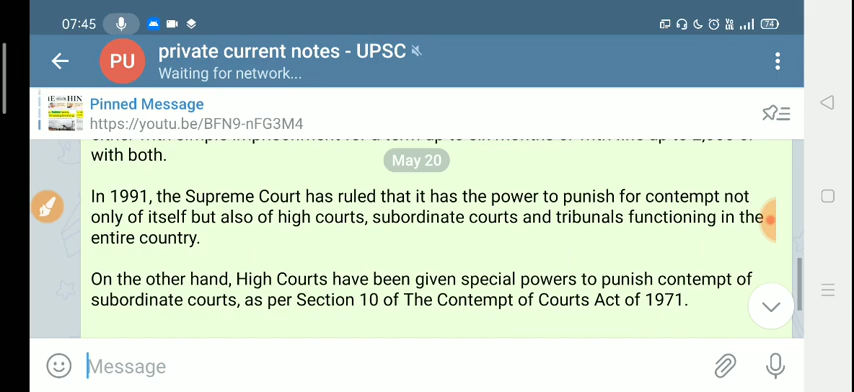 07:45
74
PU
private current notes - UPSC
Waiting for network...
Pinned Message
https://youtu.be/BFN9-nFG3M4
with both.
May 20
In 1991, the Supreme Court has ruled that it has the power to punish for contempt not
only of itself but also of high courts, subordinate courts and tribunals functioning in the
entire country.
On the other hand, High Courts have been given special powers to punish contempt of
subordinate courts, as per Section 10 of The Contempt of Courts Act of 1971.
Message